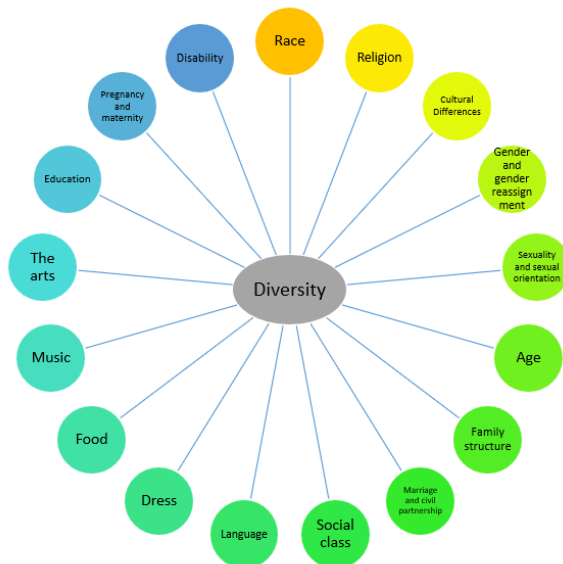 Race
Religion
Cultural
Differences
Gender
and
gender
reassign
ment
Sexuality
and sexual
orientation
Age
Family
structure
Marriage
and civil
partnership
Social
class
Language
Dress
Food
Music
The
arts
Education
Pregnancy
and
maternity
Disability
Diversity